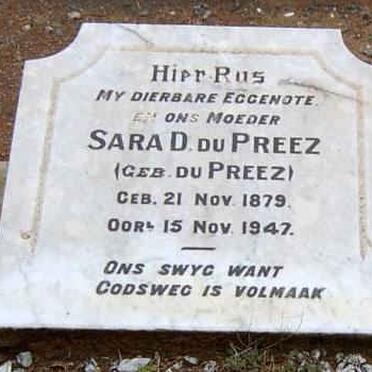 Hier Rus
My dierbare Eggenote
en ons Moeder
Sara D. du Preez
(geb. du Preez)
Geb. 21 Nov. 1879.
Oorl 15 Nov. 1947.
Ons swyg want
Godsweg is volmaak